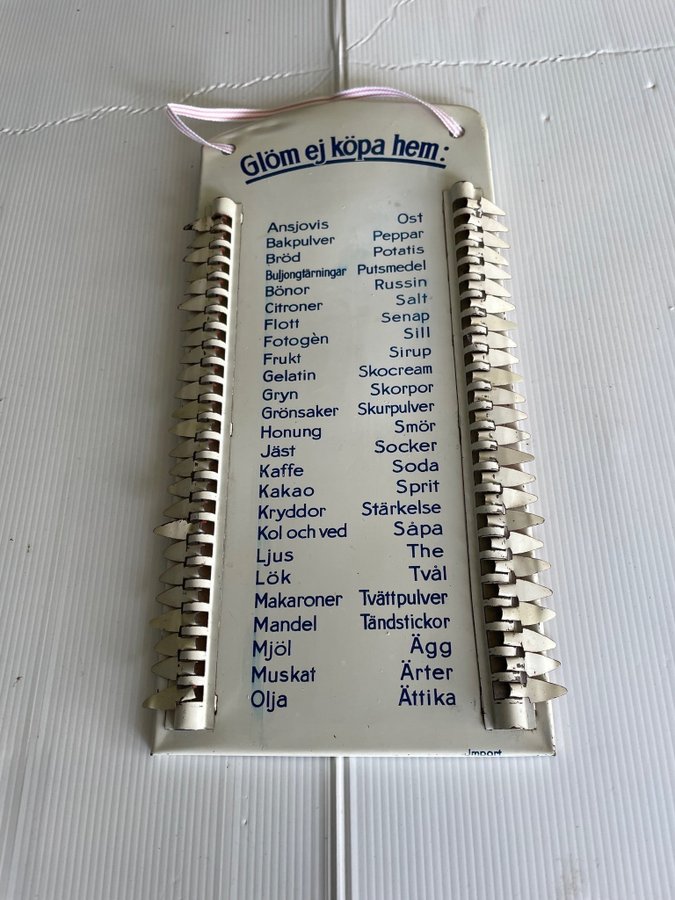 Glöm ej köpa hem:
Ansjovis
Bakpulver
Bröd
Buljongtärningar
Bönor
Citroner
Flott
Fotogèn
Frukt
Gelatin
Gryn
Grönsaker
Honung
Jäst
Kaffe
Kakao
Kryddor
Kol och ved
Ljus
Lök
Makaroner
Mandel
Mjöl
Muskat
Olja
Ost
Peppar
Potatis
Putsmedel
Russin
Salt
Senap
Sill
Sirup
Skocream
Skorpor
Skurpulver
Smör
Socker
Soda
Sprit
Stärkelse
Såpa
The
Tvål
Tvättpulver
Tändstickor
Ägg
Ärter
Ättika
Import